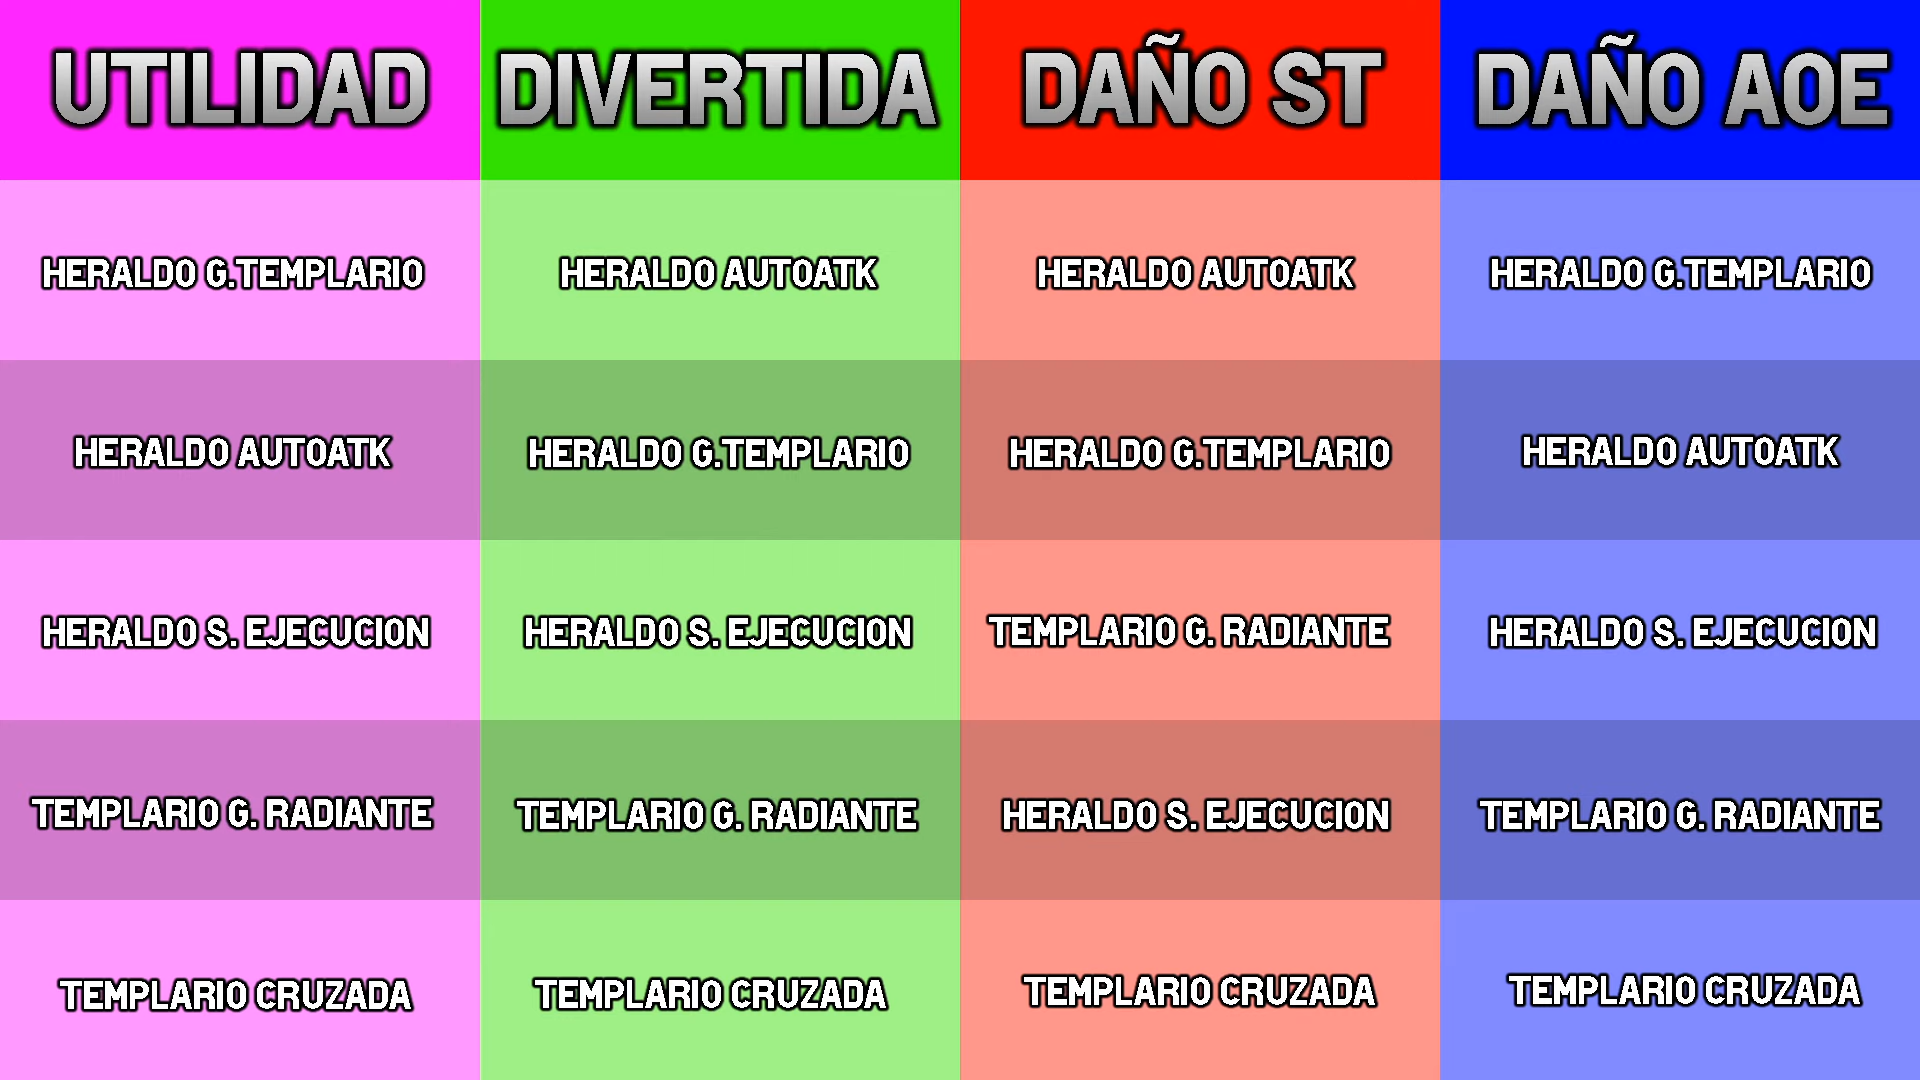 UTILIDAD DIVERTIDA DAÑO ST DAÑO AOE
HERALDO G.TEMPLARIO HERALDO AUTOATK HERALDO AUTOATK HERALDO G.TEMPLARIO
HERALDO AUTOATK HERALDO G.TEMPLARIO HERALDO G.TEMPLARIO HERALDO AUTOATK
HERALDO S. EJECUCION HERALDO S. EJECUCION TEMPLARIO G. RADIANTE HERALDO S. EJECUCION
TEMPLARIO G. RADIANTE TEMPLARIO G. RADIANTE HERALDO S. EJECUCION TEMPLARIO G. RADIANTE
TEMPLARIO CRUZADA TEMPLARIO CRUZADA TEMPLARIO CRUZADA TEMPLARIO CRUZADA